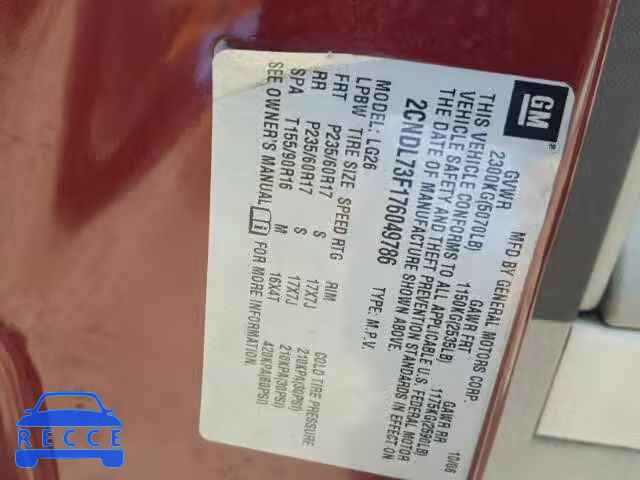 GM
MFD BY GENERAL MOTORS CORP. 10/06
GVWR GAWR FRT GAWR RR
2300KG(5070LB) 1150KG(2535LB) 1175KG(2590LB)
THIS VEHICLE CONFORMS TO ALL APPLICABLE U.S. FEDERAL MOTOR
VEHICLE SAFETY AND THEFT PREVENTION STANDARDS IN EFFECT ON
THE DATE OF MANUFACTURE SHOWN ABOVE.
2CNDL73F176049786 TYPE: M.P.V.
MODEL: LG26
LPBW TIRE SIZE SPEED RTG RIM COLD TIRE PRESSURE
FRT P235/60R17 S 17X7J 210KPA(30PSI)
RR P235/60R17 S 17X7J 210KPA(30PSI)
SPA T155/90R16 M 16X4T 420KPA(60PSI)
SEE OWNER'S MANUAL FOR MORE INFORMATION.
RECCE